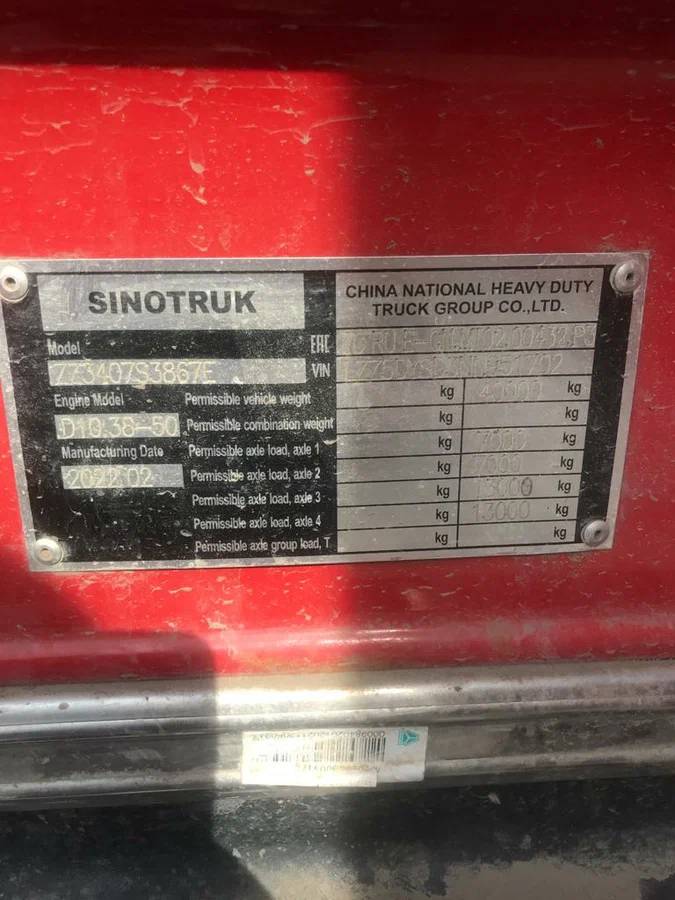 SINOTRUK
CHINA NATIONAL HEAVY DUTY
TRUCK GROUP CO.,LTD.
Model EAC
ZZ3407S3867E VIN
Engine Model Permissible vehicle weight kg 40000 kg
D10.38-50 Permissible combination weight kg kg
Manufacturing Date Permissible axle load, axle 1 kg 7000 kg
2022.02 Permissible axle load, axle 2 kg 7000 kg
Permissible axle load, axle 3 kg 13000 kg
Permissible axle load, axle 4 kg 13000 kg
Permissible axle group load, T kg kg